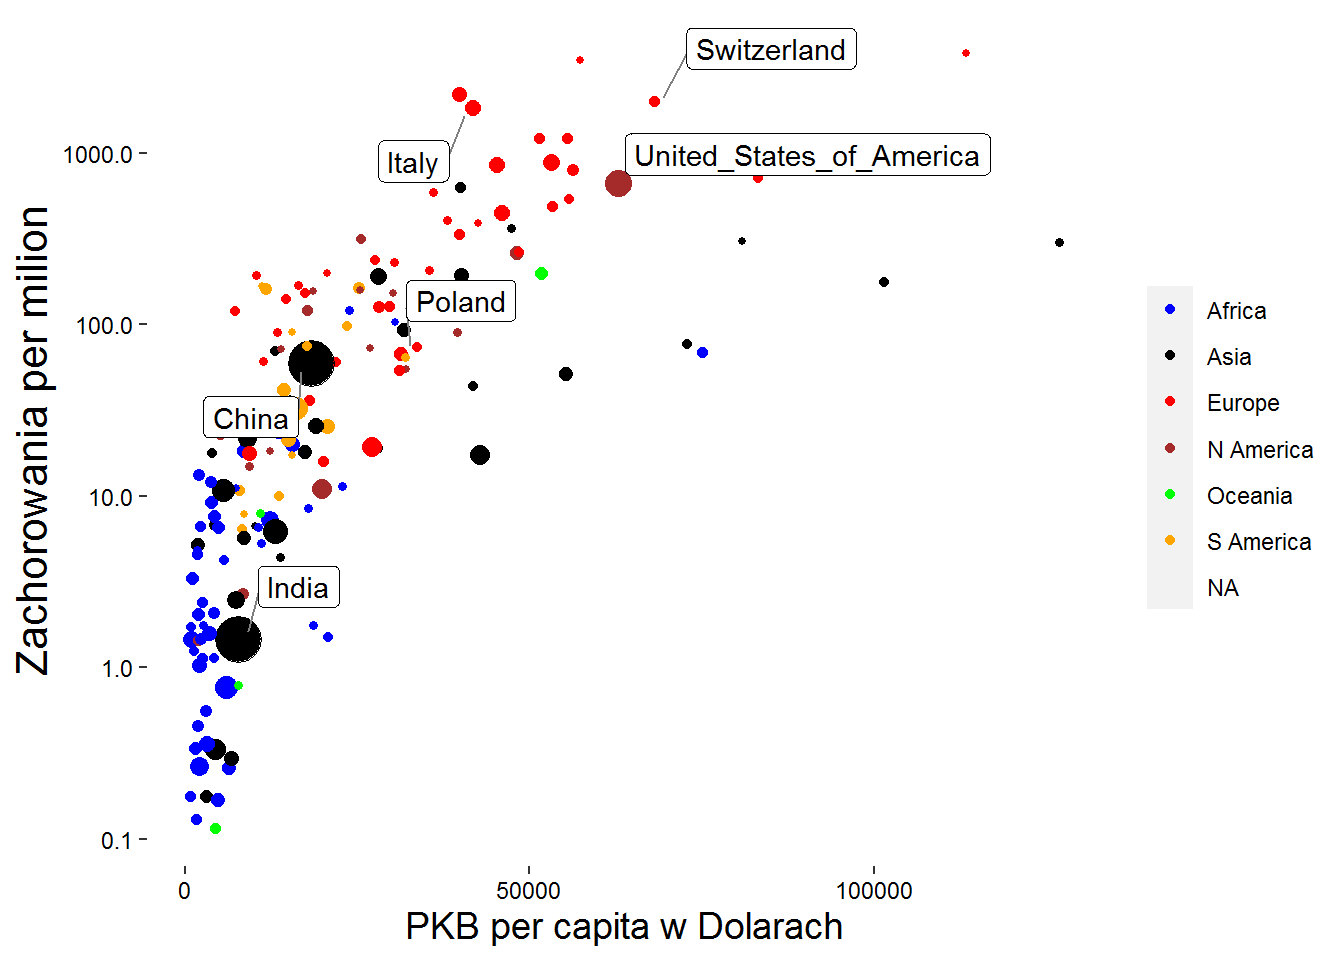 Switzerland
United_States_of_America
Italy
Poland
China
India
1000.0
100.0
10.0
1.0
0.1
0
50000
100000
Zachorowania per milion
PKB per capita w Dolarach
Africa
Asia
Europe
N America
Oceania
S America
NA